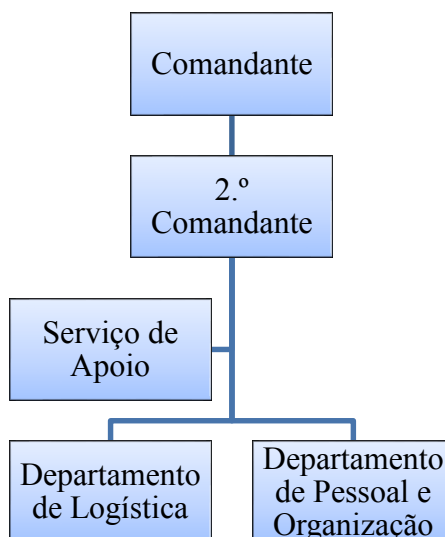 Comandante
2.º
Comandante
Serviço de
Apoio
Departamento
de Logística
Departamento
de Pessoal e
Organização